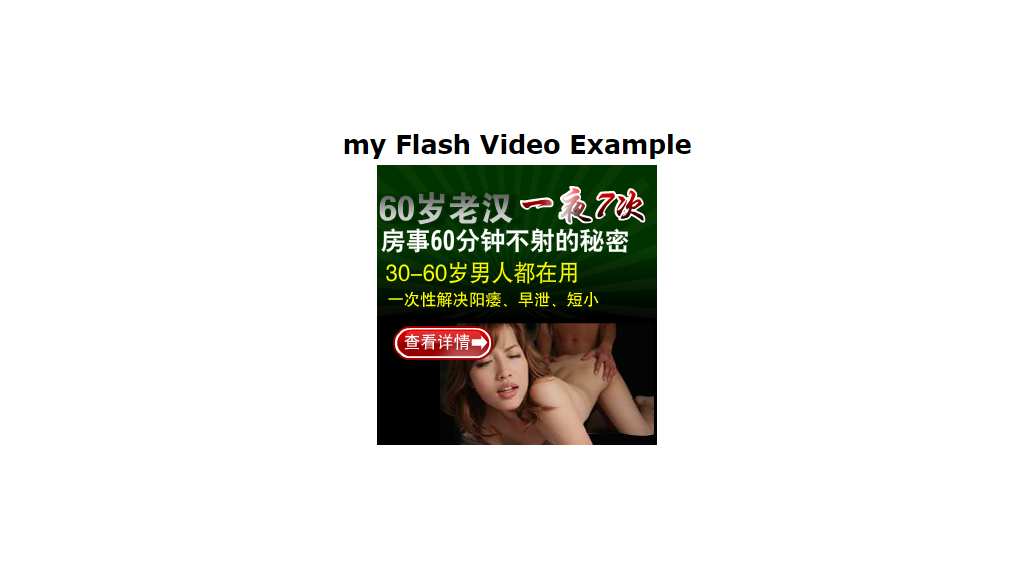 my Flash Video Example
60岁老汉 一夜7次
房事60分钟不射的秘密
30-60岁男人都在用
一次性解决阳痿、早泄、短小
查看详情